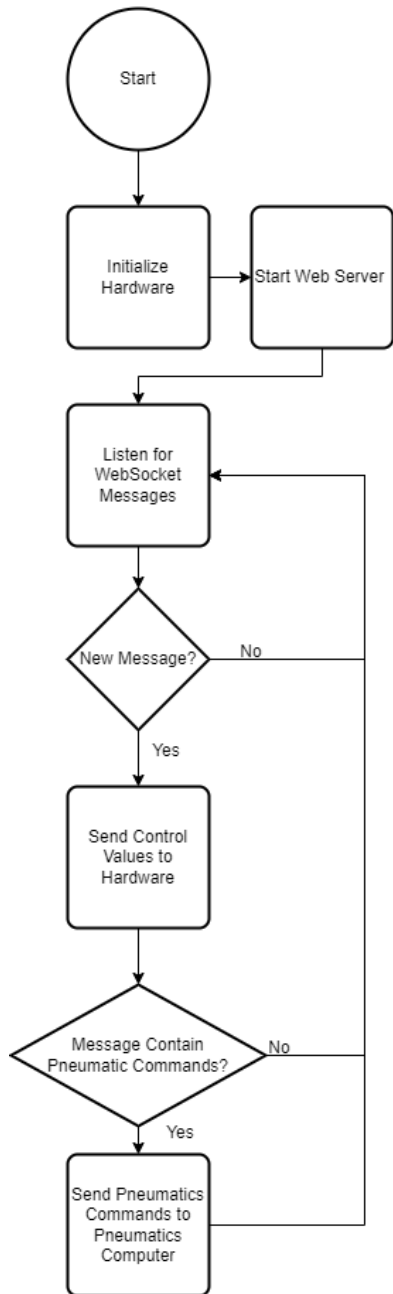 Start
Initialize
Hardware
Start Web Server
Listen for
WebSocket
Messages
New Message?
No
Yes
Send Control
Values to
Hardware
Message Contain
Pneumatic Commands?
No
Yes
Send Pneumatics
Commands to
Pneumatics
Computer